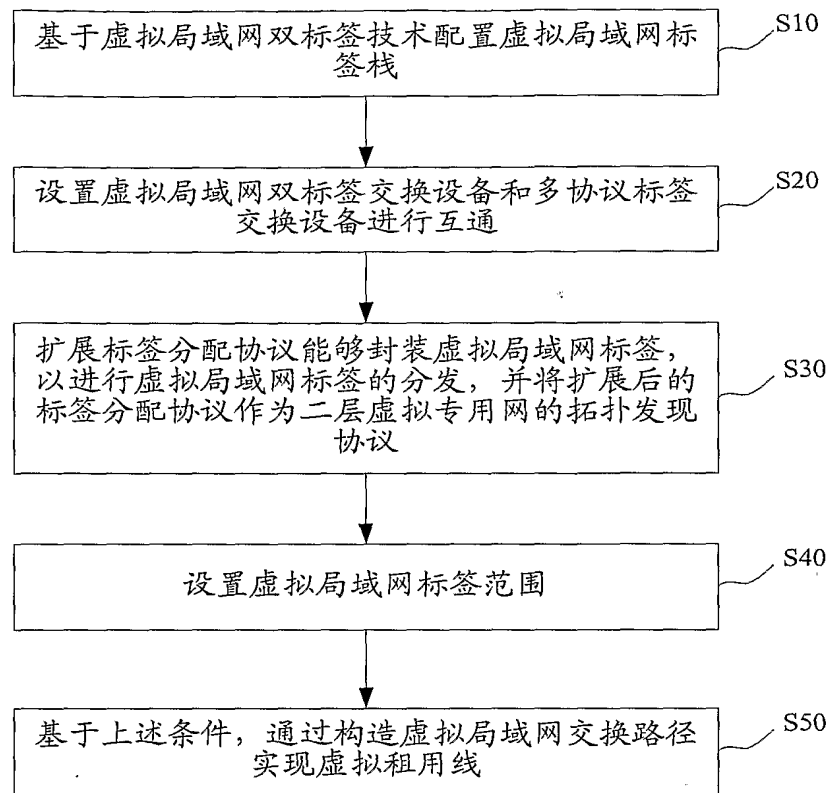 基于虚拟局域网双标签技术配置虚拟局域网标
签栈
S10
设置虚拟局域网双标签交换设备和多协议标签
交换设备进行互通
S20
扩展标签分配协议能够封装虚拟局域网标签,
以进行虚拟局域网标签的分发，并将扩展后的
标签分配协议作为二层虚拟专用网的拓扑发现
协议
S30
设置虚拟局域网标签范围
S40
基于上述条件，通过构造虚拟局域网交换路径
实现虚拟租用线
S50